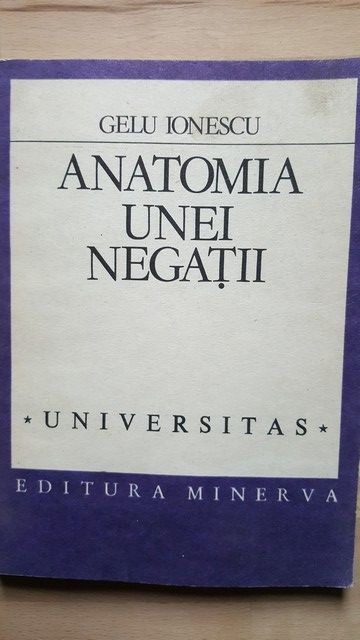 GELU IONESCU
ANATOMIA
UNEI
NEGAȚII
* UNIVERSITAS *
EDITURA MINERVA